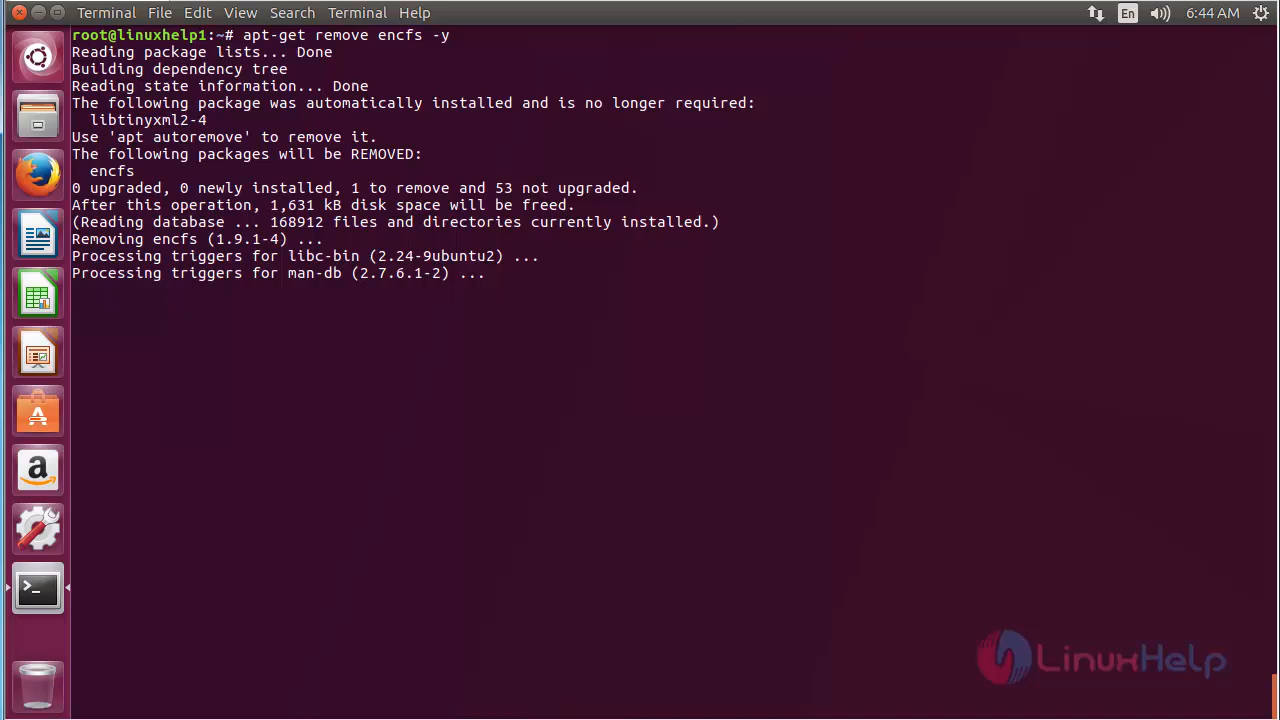 Terminal File Edit View Search Terminal Help En 6:44 AM
root@linuxhelp1:~# apt-get remove encfs -y
Reading package lists... Done
Building dependency tree
Reading state information... Done
The following package was automatically installed and is no longer required:
  libtinyxml2-4
Use 'apt autoremove' to remove it.
The following packages will be REMOVED:
  encfs
0 upgraded, 0 newly installed, 1 to remove and 53 not upgraded.
After this operation, 1,631 kB disk space will be freed.
(Reading database ... 168912 files and directories currently installed.)
Removing encfs (1.9.1-4) ...
Processing triggers for libc-bin (2.24-9ubuntu2) ...
Processing triggers for man-db (2.7.6.1-2) ...
LinuxHelp